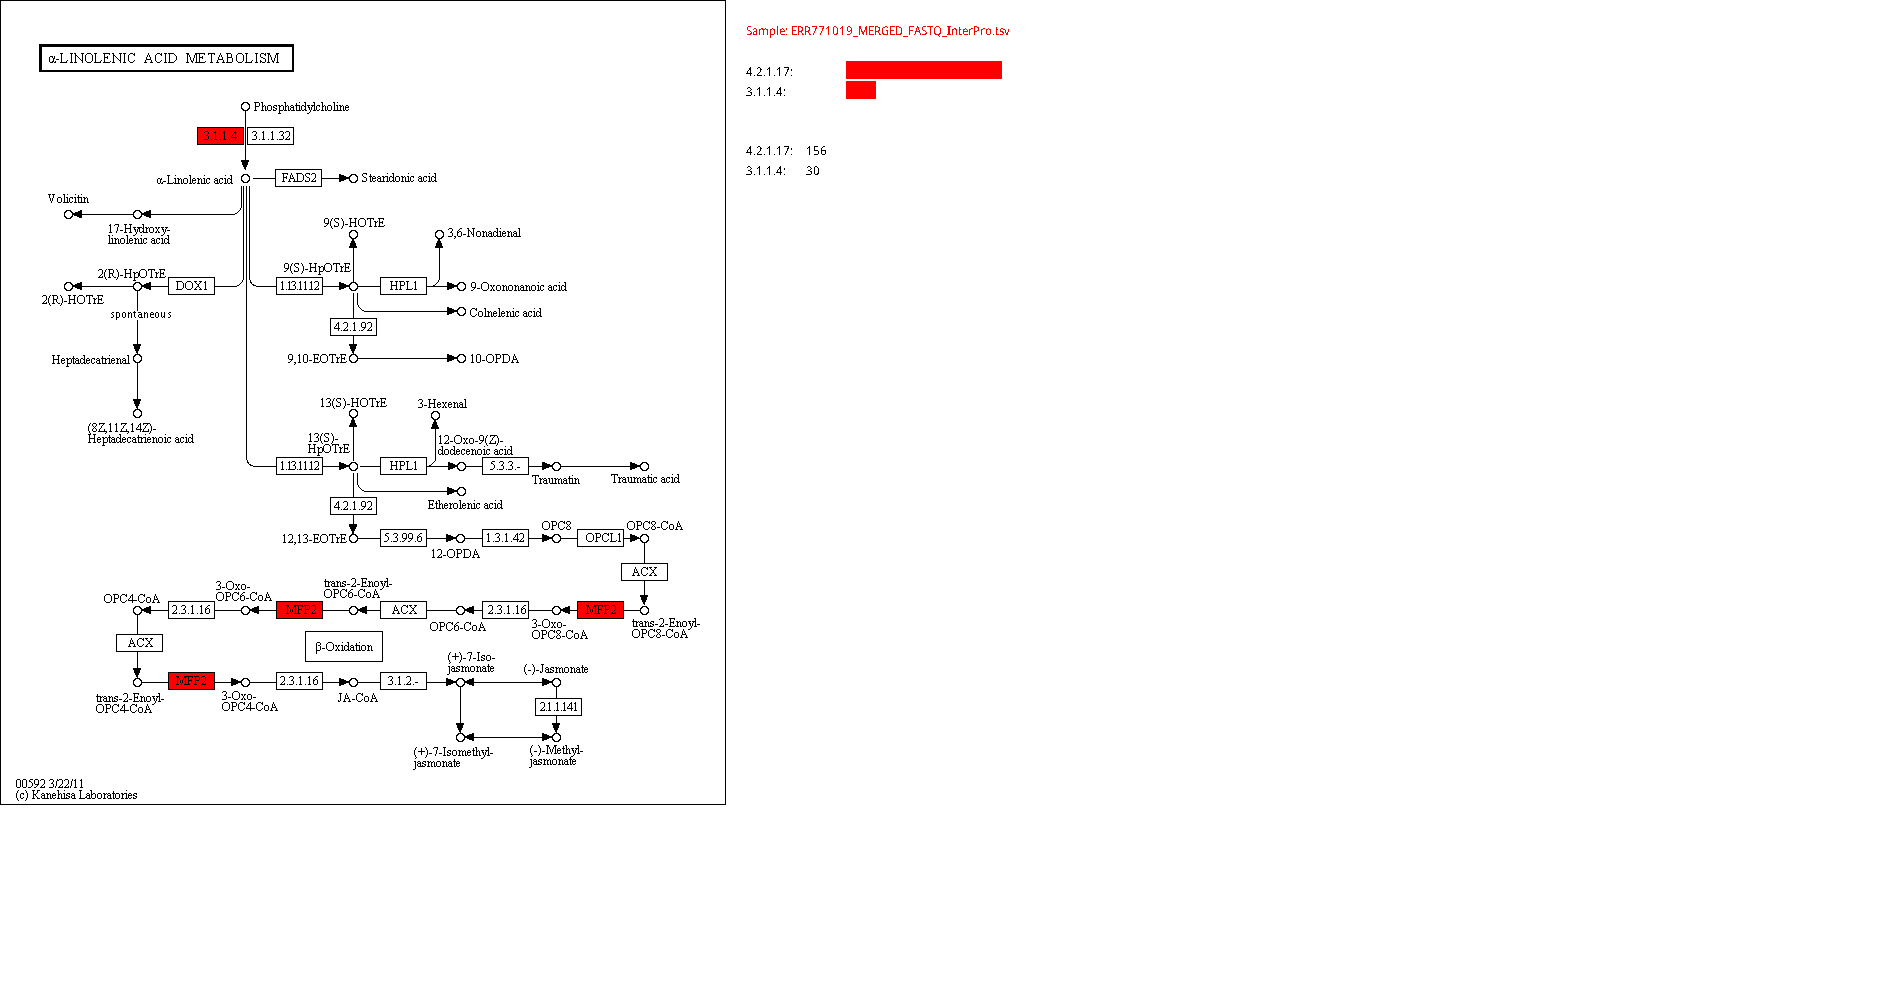 α-LINOLENIC ACID METABOLISM
Phosphatidylcholine
3.1.1.4
3.1.1.32
α-Linolenic acid
FADS2
Stearidonic acid
Volicitin
17-Hydroxy-
linolenic acid
9(S)-HOTrE
3,6-Nonadienal
2(R)-HpOTrE
DOX1
9(S)-HpOTrE
1.13.11.12
HPL1
9-Oxononanoic acid
2(R)-HOTrE
spontaneous
Colnelenic acid
4.2.1.92
Heptadecatrienal
9,10-EOTrE
10-OPDA
13(S)-HOTrE
3-Hexenal
(8Z,11Z,14Z)-
Heptadecatrienoic acid
13(S)-
HpOTrE
12-Oxo-9(Z)-
dodecenoic acid
1.13.11.12
HPL1
5.3.3.-
Traumatin
Traumatic acid
Etherolenic acid
4.2.1.92
12,13-EOTrE
5.3.99.6
12-OPDA
1.3.1.42
OPC8
OPCL1
OPC8-CoA
ACX
OPC4-CoA
2.3.1.16
3-Oxo-
OPC6-CoA
MFP2
trans-2-Enoyl-
OPC6-CoA
ACX
OPC6-CoA
2.3.1.16
3-Oxo-
OPC8-CoA
MFP2
trans-2-Enoyl-
OPC8-CoA
ACX
β-Oxidation
trans-2-Enoyl-
OPC4-CoA
MFP2
3-Oxo-
OPC4-CoA
2.3.1.16
JA-CoA
3.1.2.-
(+)-7-Iso-
jasmonate
(-)-Jasmonate
2.1.1.141
(+)-7-Isomethyl-
jasmonate
(-)-Methyl-
jasmonate
00592 3/22/11
(c) Kanehisa Laboratories
Sample: ERR771019_MERGED_FASTQ_InterPro.tsv
4.2.1.17:
3.1.1.4:
4.2.1.17: 156
3.1.1.4: 30